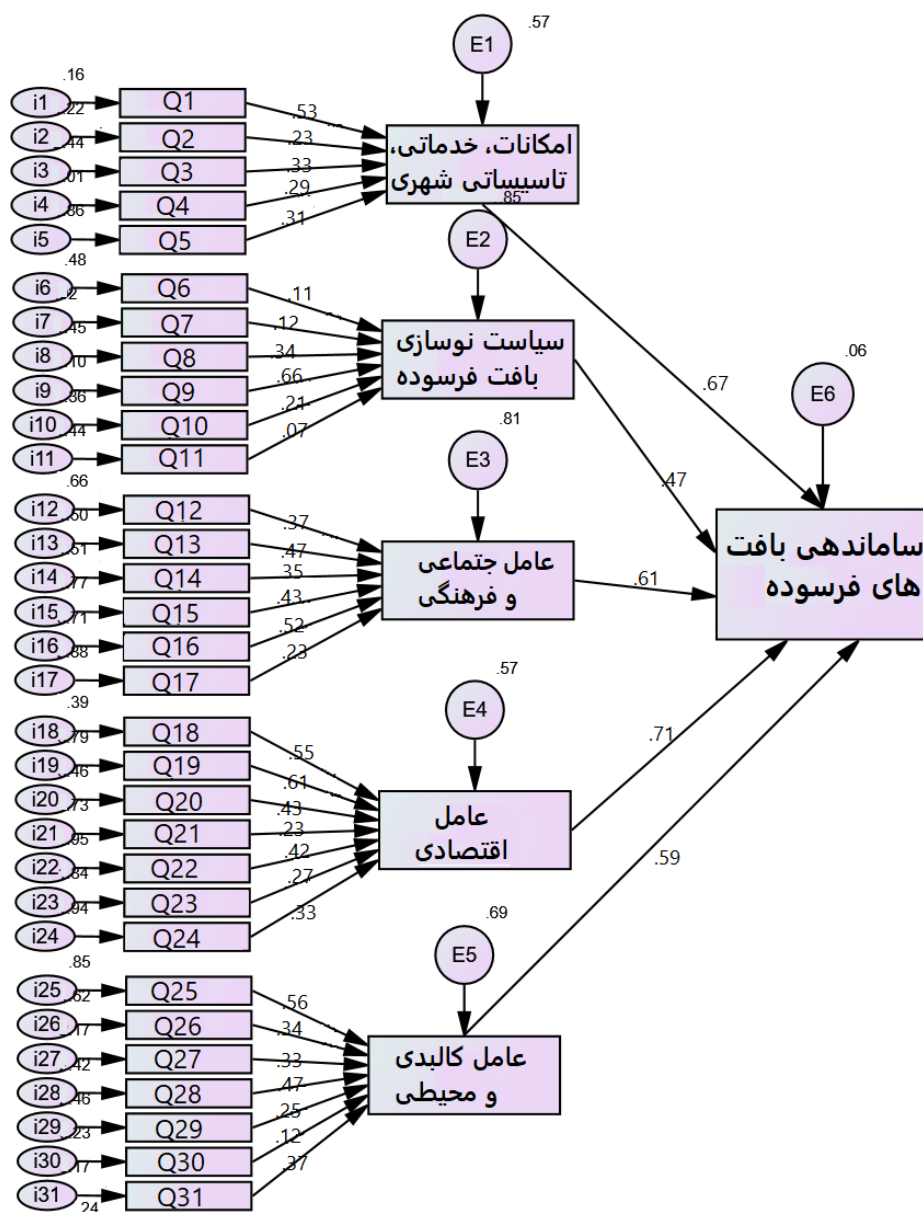 E1 .57
.16
i1 Q1 .53
.22
i2 Q2 .23
.44
i3 Q3 .33
.01
i4 Q4 .29
.86
i5 Q5 .31
امکانات، خدماتی،
تاسیساتی شهری
.85
E2
.48
i6 Q6 .11
i7 Q7 .12
.45
i8 Q8 .34
.10
i9 Q9 .66
.86
i10 Q10 .21
.44
i11 Q11 .07
سیاست نوسازی
بافت فرسوده
.67
.06
E6
.47
.81
E3
.66
i12 Q12 .37
.50
i13 Q13 .47
.51
i14 Q14 .35
.77
i15 Q15 .43
.71
i16 Q16 .52
.88
i17 Q17 .23
عامل جتماعی
و فرهنگی
.61
ساماندهی بافت
های فرسوده
.57
E4
.39
i18 Q18 .55
.79
i19 Q19 .61
.46
i20 Q20 .43
.73
i21 Q21 .23
.95
i22 Q22 .42
.84
i23 Q23 .27
.94
i24 Q24 .33
عامل
اقتصادی
.71
.59
.69
E5
.85
i25 Q25 .56
.52
i26 Q26 .34
.17
i27 Q27 .33
.42
i28 Q28 .47
.46
i29 Q29 .25
.23
i30 Q30 .12
.17
i31 Q31 .37
.24
عامل کالبدی
و محیطی